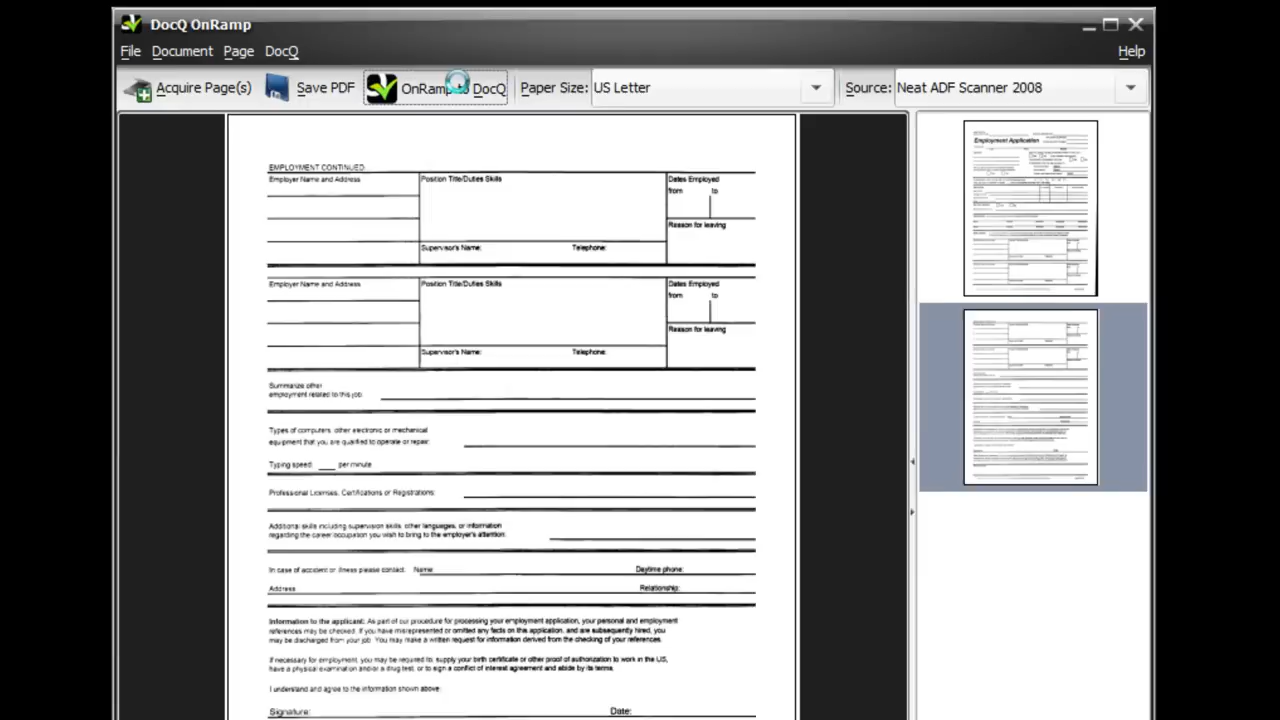 DocQ OnRamp
File Document Page DocQ Help
Acquire Page(s) Save PDF OnRamp DocQ Paper Size: US Letter Source: Neat ADF Scanner 2008
EMPLOYMENT CONTINUED
Employer Name and Address Position Title/Duties Skills Dates Employed
from to
Reason for leaving
Supervisor's Name: Telephone:
Employer Name and Address Position Title/Duties Skills Dates Employed
from to
Reason for leaving
Supervisor's Name: Telephone:
Summarize other
employment related to this job:
Types of computers, other electronic or mechanical
equipment that you are qualified to operate or repair:
Typing speed: ___ per minute
Professional Licenses, Certifications or Registrations:
Additional skills including supervision skills, other languages, or information
regarding the career/occupation you wish to bring to the employer's attention:
In case of accident or illness please contact: Name: Daytime phone:
Address Relationship:
Information to the applicant: As part of our procedure for processing your employment application, your personal and employment
references may be checked. If you have misrepresented or omitted any facts on this application, and are subsequently hired, you
may be discharged from your job. You may make a written request for information derived from the checking of your references.
If necessary for employment, you may be required to: supply your birth certificate or other proof of authorization to work in the US,
have a physical examination and/or a drug test, or to sign a conflict of interest agreement and abide by its terms.
I understand and agree to the information shown above:
Signature: Date:
Employment Application